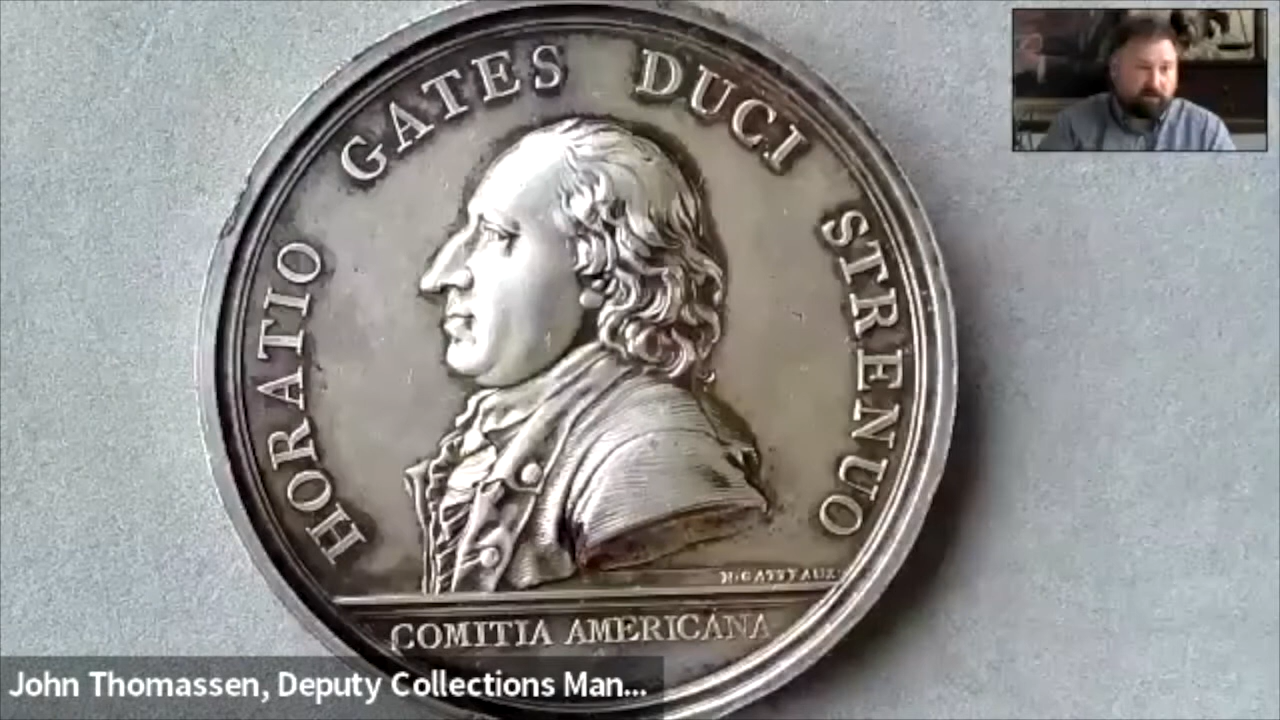 HORATIO GATES DUCI STRENUO
N·GATTEAUX
COMITIA AMERICANA
John Thomassen, Deputy Collections Man...